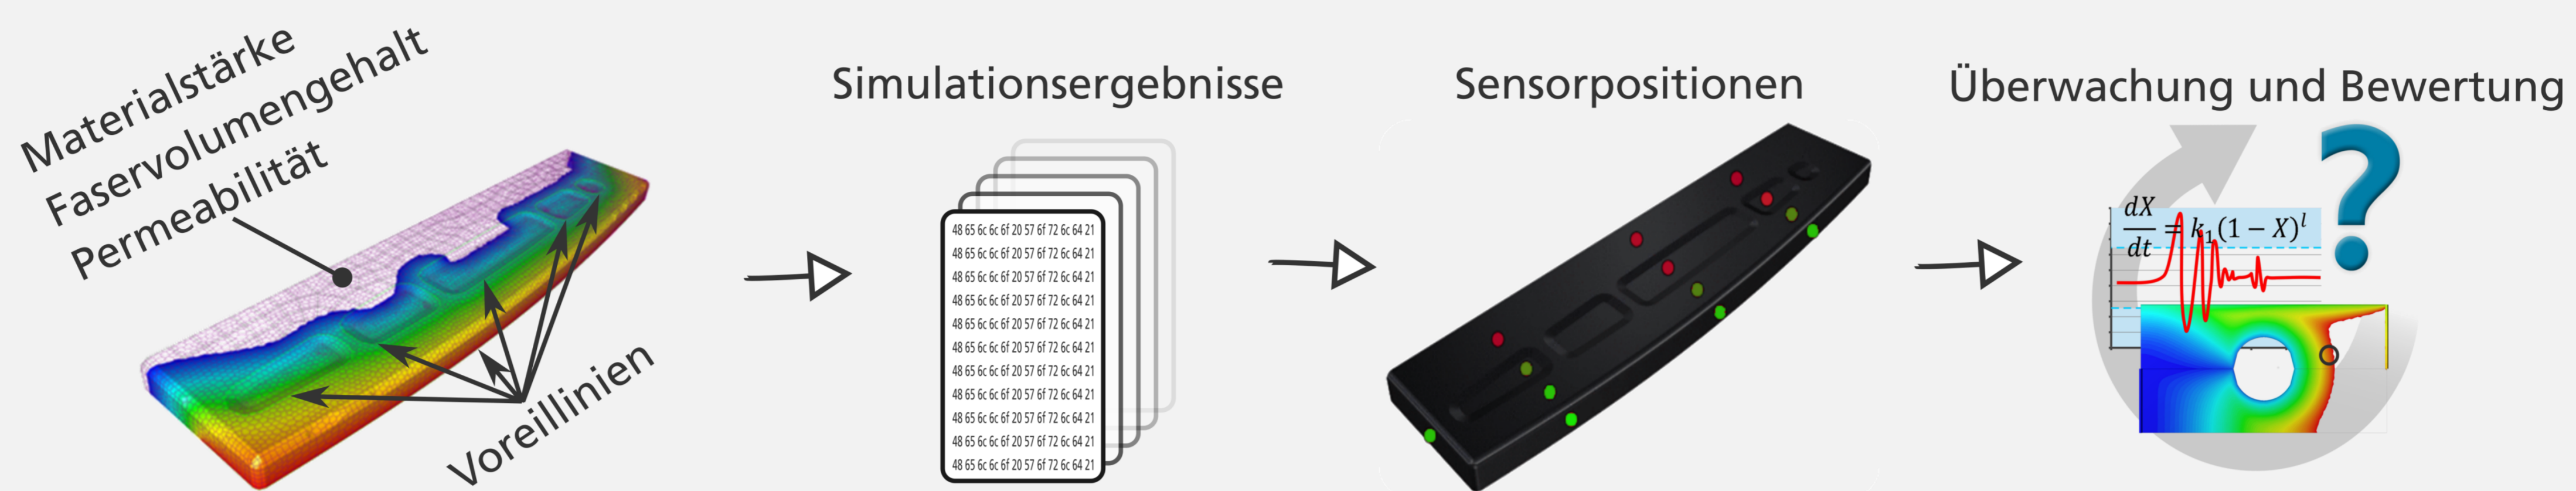 Materialstärke
Faservolumengehalt
Permeabilität
Voreillinien
Simulationsergebnisse
48 65 6c 6c 6f 20 57 6f 72 6c 64 21
48 65 6c 6c 6f 20 57 6f 72 6c 64 21
48 65 6c 6c 6f 20 57 6f 72 6c 64 21
48 65 6c 6c 6f 20 57 6f 72 6c 64 21
48 65 6c 6c 6f 20 57 6f 72 6c 64 21
48 65 6c 6c 6f 20 57 6f 72 6c 64 21
48 65 6c 6c 6f 20 57 6f 72 6c 64 21
48 65 6c 6c 6f 20 57 6f 72 6c 64 21
48 65 6c 6c 6f 20 57 6f 72 6c 64 21
48 65 6c 6c 6f 20 57 6f 72 6c 64 21
48 65 6c 6c 6f 20 57 6f 72 6c 64 21
Sensorpositionen
Überwachung und Bewertung
?
dX/dt = k₁(1 − X)ˡ